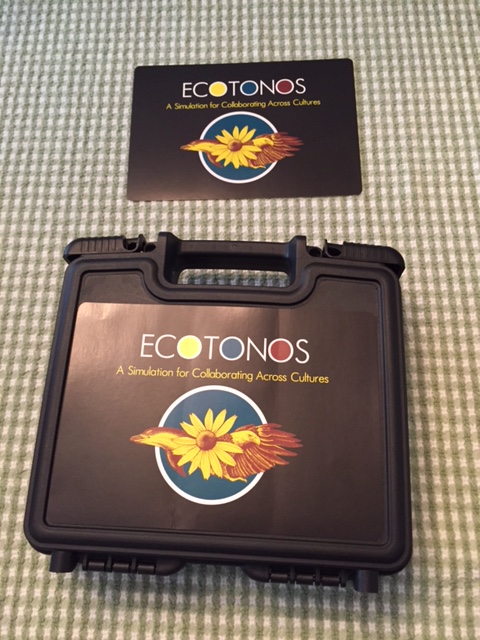 ECOTONOS
A Simulation for Collaborating Across Cultures
ECOTONOS
A Simulation for Collaborating Across Cultures